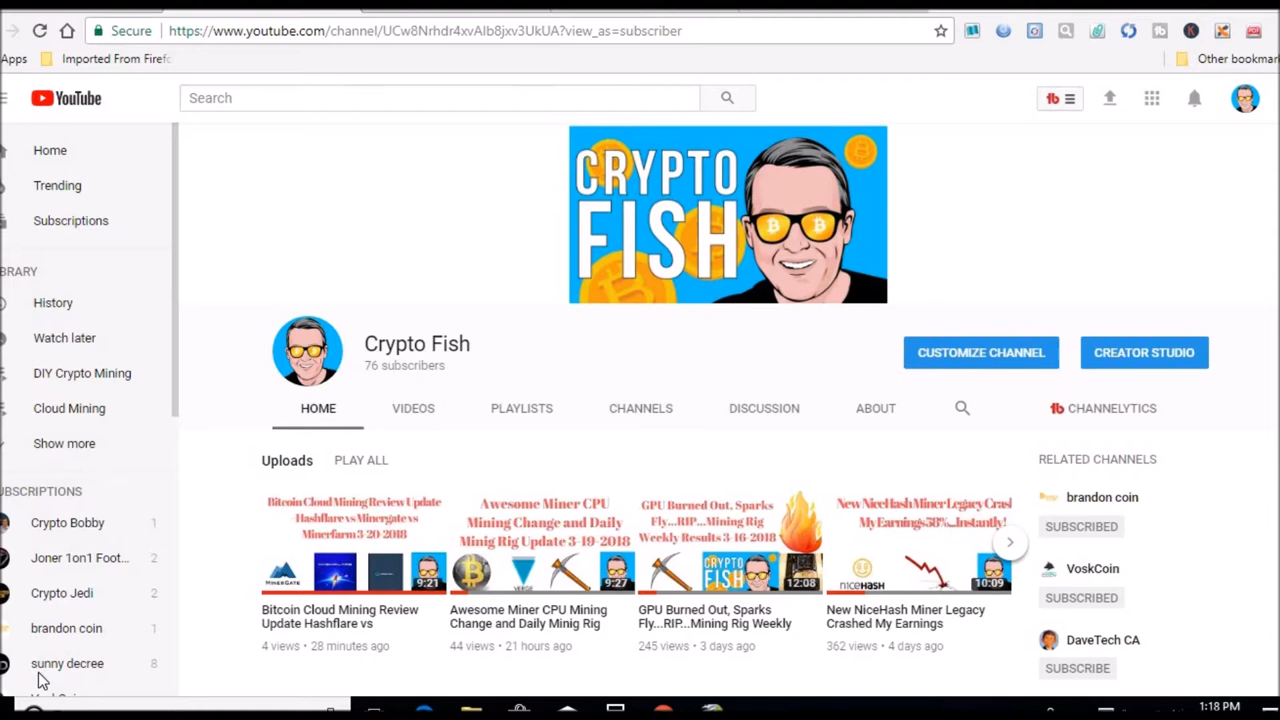 Secure
https://www.youtube.com/channel/UCw8Nrhdr4xvAlb8jxv3UkUA?view_as=subscriber
Apps
Imported From Firef
Other bookmar
YouTube
Search
Home
Trending
Subscriptions
BRARY
History
Watch later
DIY Crypto Mining
Cloud Mining
Show more
UBSCRIPTIONS
Crypto Bobby 1
Joner 1on1 Foot... 2
Crypto Jedi 2
brandon coin 1
sunny decree 8
CRYPTO
FISH
Crypto Fish
76 subscribers
CUSTOMIZE CHANNEL
CREATOR STUDIO
HOME VIDEOS PLAYLISTS CHANNELS DISCUSSION ABOUT
tb CHANNELYTICS
Uploads PLAY ALL
Bitcoin Cloud Mining Review Update
Hashflare vs Minergate vs
Minerfarm 3-20-2018
MINERGATE
9:21
Bitcoin Cloud Mining Review
Update Hashflare vs
4 views • 28 minutes ago
Awesome Miner CPU
Mining Change and Daily
Minig Rig Update 3-19-2018
VERGE
9:27
Awesome Miner CPU Mining
Change and Daily Minig Rig
44 views • 21 hours ago
GPU Burned Out, Sparks
Fly...RIP...Mining Rig
Weekly Results 3-16-2018
CRYPTO
FISH
12:08
GPU Burned Out, Sparks
Fly...RIP...Mining Rig Weekly
245 views • 3 days ago
New NiceHash Miner Legacy Crash
My Earnings 58%...Instantly!
nicehash
10:09
New NiceHash Miner Legacy
Crashed My Earnings
362 views • 4 days ago
RELATED CHANNELS
brandon coin
SUBSCRIBED
VoskCoin
SUBSCRIBED
DaveTech CA
SUBSCRIBE
1:18 PM